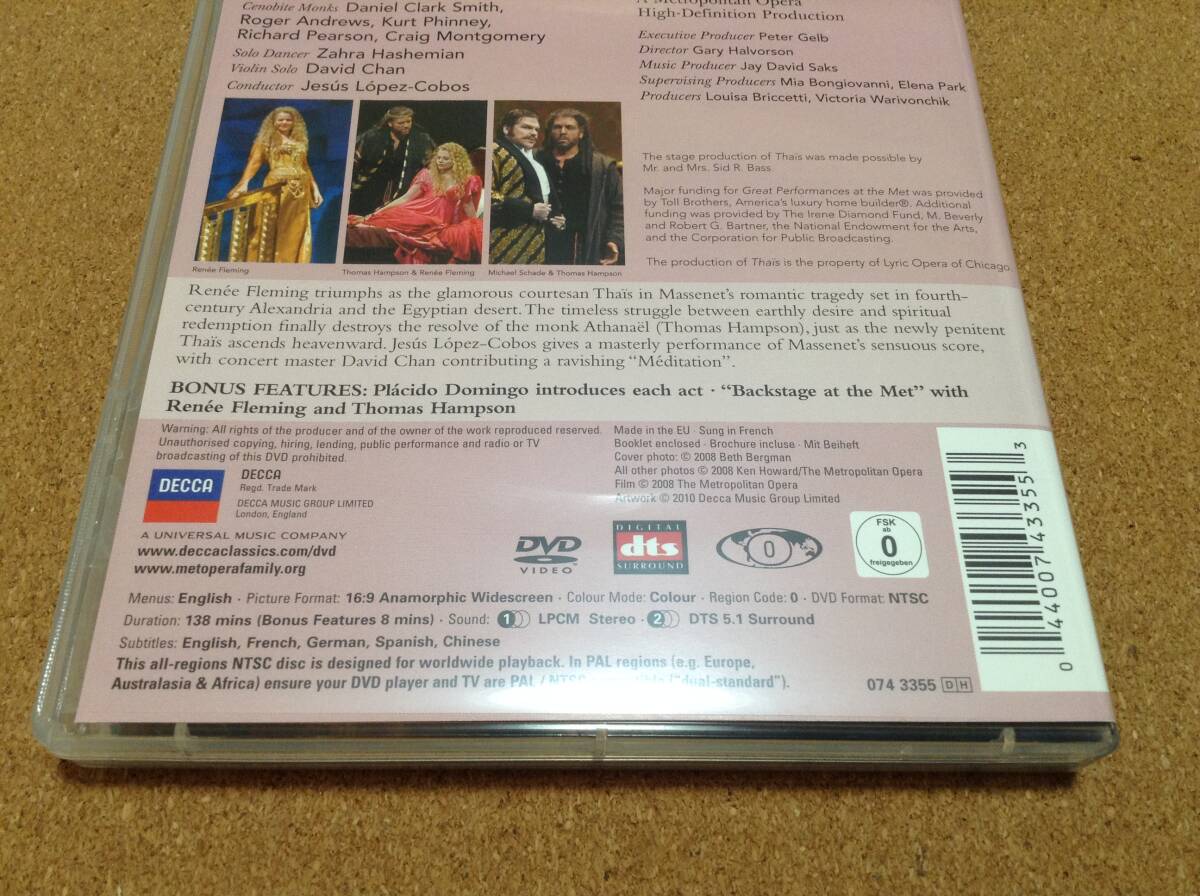 Cenobite Monks Daniel Clark Smith,
Roger Andrews, Kurt Phinney,
Richard Pearson, Craig Montgomery
Solo Dancer Zahra Hashemian
Violin Solo David Chan
Conductor Jesús López-Cobos
A Metropolitan Opera
High-Definition Production
Executive Producer Peter Gelb
Director Gary Halvorson
Music Producer Jay David Saks
Supervising Producers Mia Bongiovanni, Elena Park
Producers Louisa Briccetti, Victoria Warivonchik
The stage production of Thaïs was made possible by
Mr. and Mrs. Sid R. Bass
Major funding for Great Performances at the Met was provided
by Toll Brothers, America's luxury home builder®. Additional
funding was provided by The Irene Diamond Fund, M. Beverly
and Robert G. Bartner, the National Endowment for the Arts,
and the Corporation for Public Broadcasting.
The production of Thaïs is the property of Lyric Opera of Chicago.
Renée Fleming
Thomas Hampson & Renée Fleming
Michael Schade & Thomas Hampson
Renée Fleming triumphs as the glamorous courtesan Thaïs in Massenet's romantic tragedy set in fourth-
century Alexandria and the Egyptian desert. The timeless struggle between earthly desire and spiritual
redemption finally destroys the resolve of the monk Athanaël (Thomas Hampson), just as the newly penitent
Thaïs ascends heavenward. Jesús López-Cobos gives a masterly performance of Massenet's sensuous score,
with concert master David Chan contributing a ravishing "Méditation".
BONUS FEATURES: Plácido Domingo introduces each act · "Backstage at the Met" with
Renée Fleming and Thomas Hampson
Warning: All rights of the producer and of the owner of the work reproduced reserved.
Unauthorised copying, hiring, lending, public performance and radio or TV
broadcasting of this DVD prohibited.
DECCA
DECCA
Regd. Trade Mark
DECCA MUSIC GROUP LIMITED
London, England
A UNIVERSAL MUSIC COMPANY
www.deccaclassics.com/dvd
www.metoperafamily.org
Made in the EU · Sung in French
Booklet enclosed · Brochure incluse · Mit Beiheft
Cover photo: © 2008 Beth Bergman
All other photos © 2008 Ken Howard/The Metropolitan Opera
Film © 2008 The Metropolitan Opera
Artwork © 2010 Decca Music Group Limited
DVD
VIDEO
DIGITAL
dts
SURROUND
0
FSK
ab
0
freigegeben
Menus: English · Picture Format: 16:9 Anamorphic Widescreen · Colour Mode: Colour · Region Code: 0 · DVD Format: NTSC
Duration: 138 mins (Bonus Features 8 mins) · Sound: 1 LPCM Stereo · 2 DTS 5.1 Surround
Subtitles: English, French, German, Spanish, Chinese
This all-regions NTSC disc is designed for worldwide playback. In PAL regions (e.g. Europe,
Australasia & Africa) ensure your DVD player and TV are PAL / NTSC ("dual-standard").
074 3355 D H
0 44007 43355 3